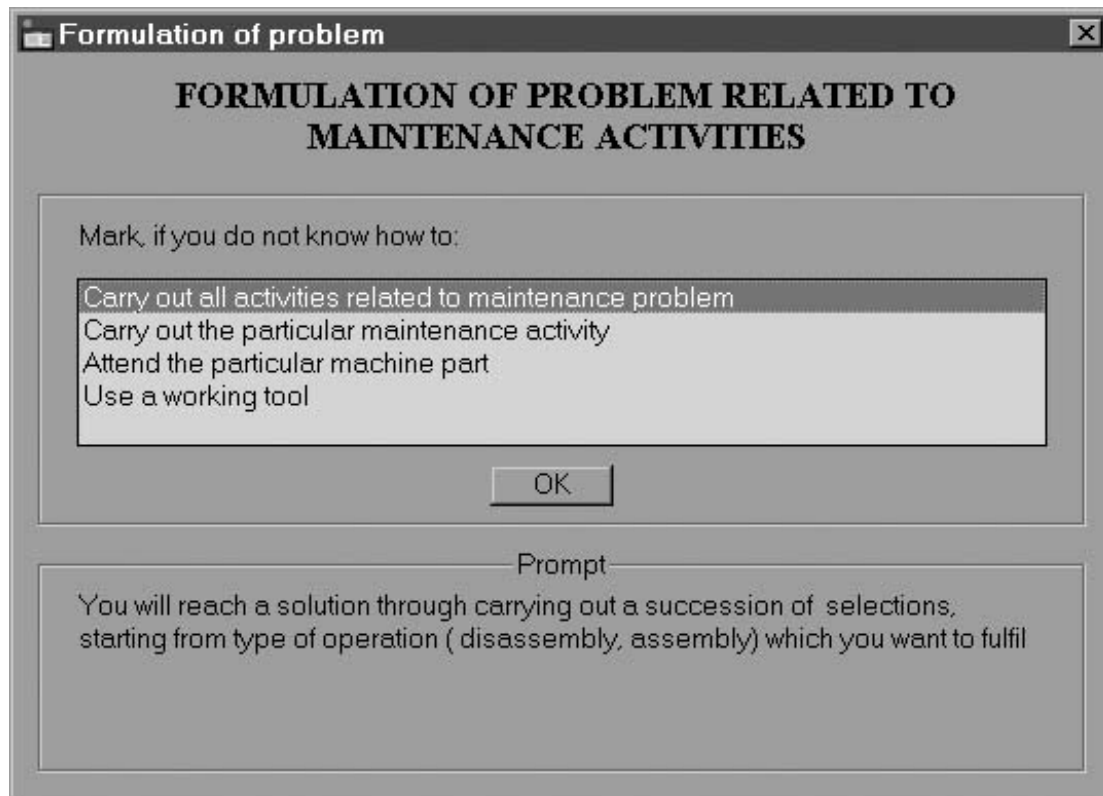 Formulation of problem
FORMULATION OF PROBLEM RELATED TO
MAINTENANCE ACTIVITIES
Mark, if you do not know how to:
Carry out all activities related to maintenance problem
Carry out the particular maintenance activity
Attend the particular machine part
Use a working tool
OK
Prompt
You will reach a solution through carrying out a succession of selections,
starting from type of operation ( disassembly, assembly) which you want to fulfil